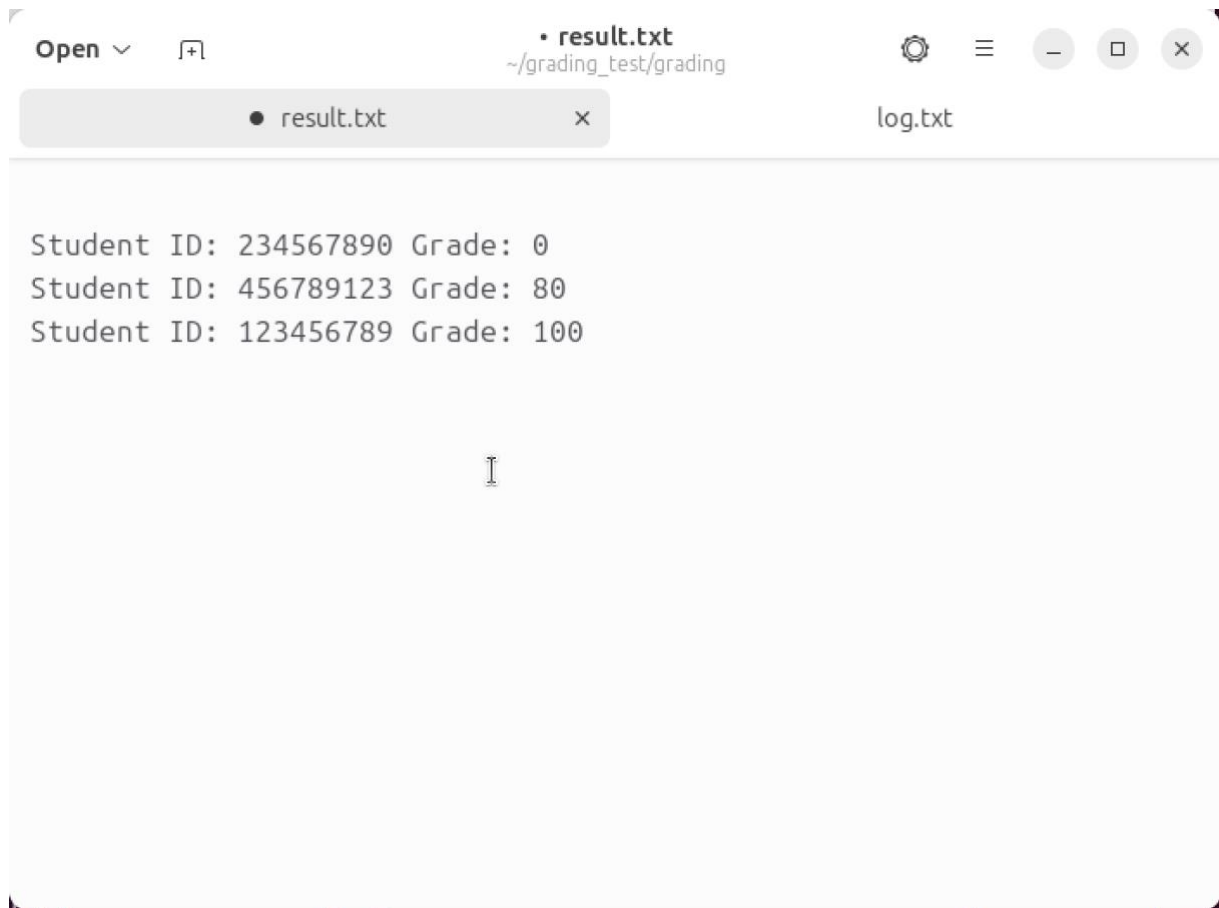 Open
• result.txt
~/grading_test/grading
● result.txt
log.txt
Student ID: 234567890 Grade: 0
Student ID: 456789123 Grade: 80
Student ID: 123456789 Grade: 100